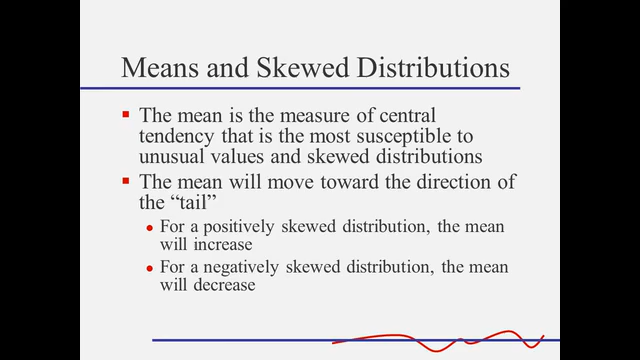 Means and Skewed Distributions
The mean is the measure of central
tendency that is the most susceptible to
unusual values and skewed distributions
The mean will move toward the direction of
the “tail”
For a positively skewed distribution, the mean
will increase
For a negatively skewed distribution, the mean
will decrease